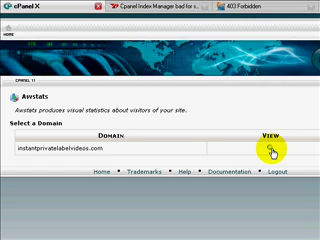 cPanel X
Cpanel Index Manager bad for s...
403 Forbidden
HOME
CPANEL 11
Awstats
Awstats produces visual statistics about visitors of your site.
Select a Domain
DOMAIN VIEW
instantprivatelabelvideos.com
Home • Trademarks • Help • Documentation • Logout